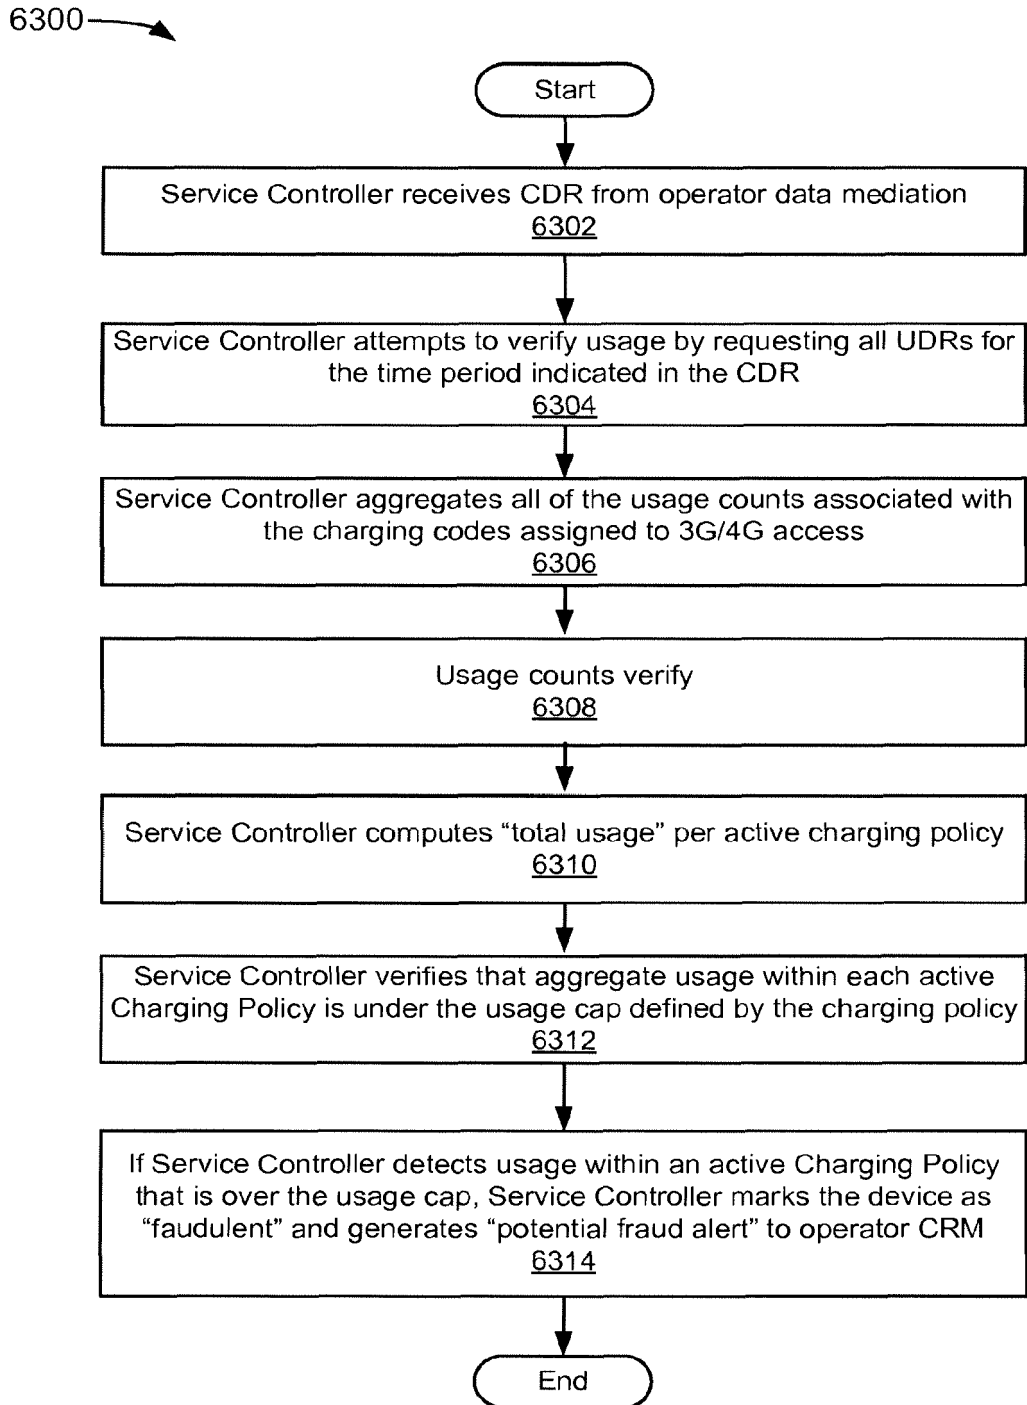 6300
Start
Service Controller receives CDR from operator data mediation
6302
Service Controller attempts to verify usage by requesting all UDRs for
the time period indicated in the CDR
6304
Service Controller aggregates all of the usage counts associated with
the charging codes assigned to 3G/4G access
6306
Usage counts verify
6308
Service Controller computes “total usage” per active charging policy
6310
Service Controller verifies that aggregate usage within each active
Charging Policy is under the usage cap defined by the charging policy
6312
If Service Controller detects usage within an active Charging Policy
that is over the usage cap, Service Controller marks the device as
“faudulent” and generates “potential fraud alert” to operator CRM
6314
End